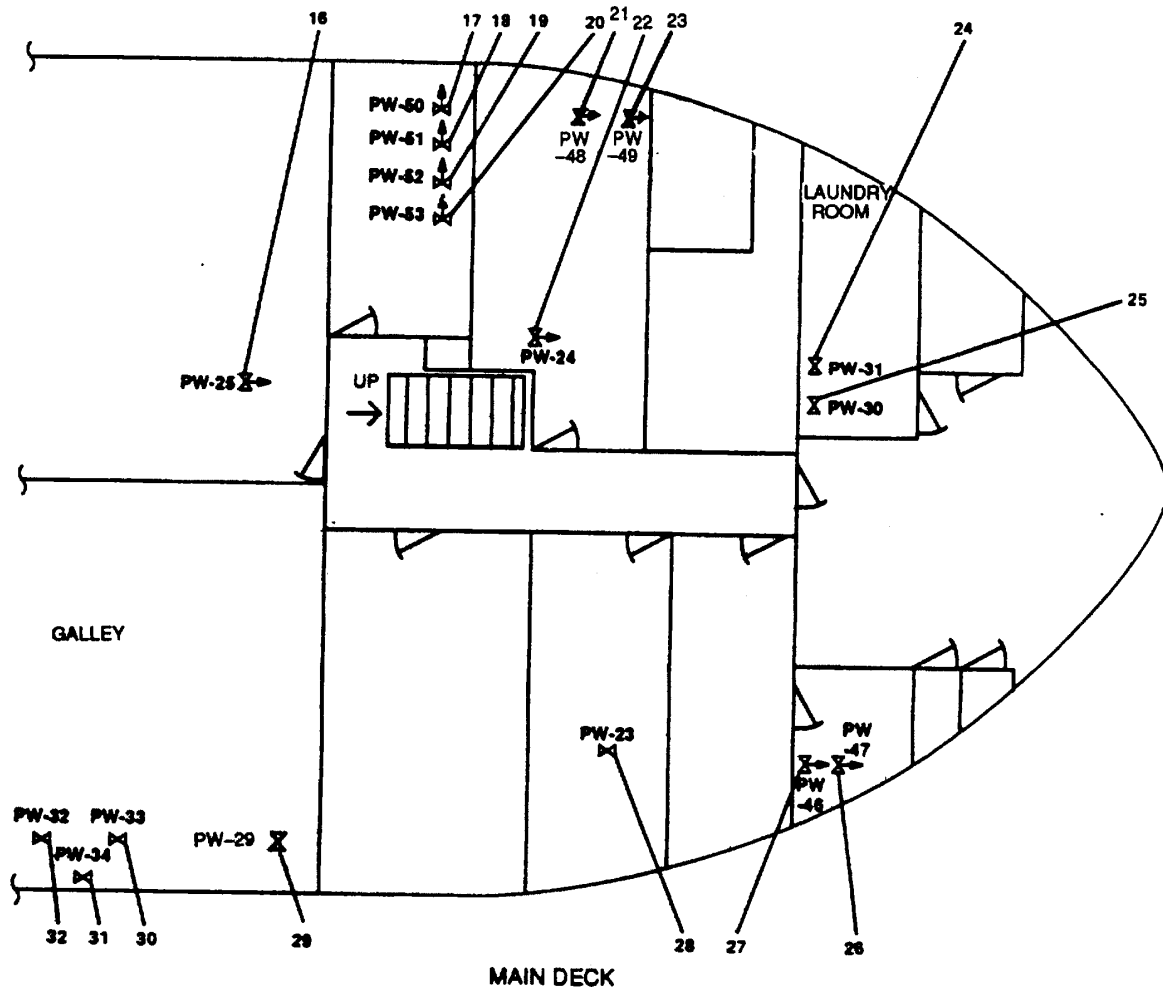 16 17 18 19 20 21 22 23
24
PW-50
PW-51
PW-52
PW-53
PW
-48
PW
-49
LAUNDRY
ROOM
25
PW-24
PW-25
UP
PW-31
PW-30
GALLEY
PW-23
PW
-47
PW
-46
PW-32
PW-33
PW-34
PW-29
32 31 30 29 28 27 26
MAIN DECK